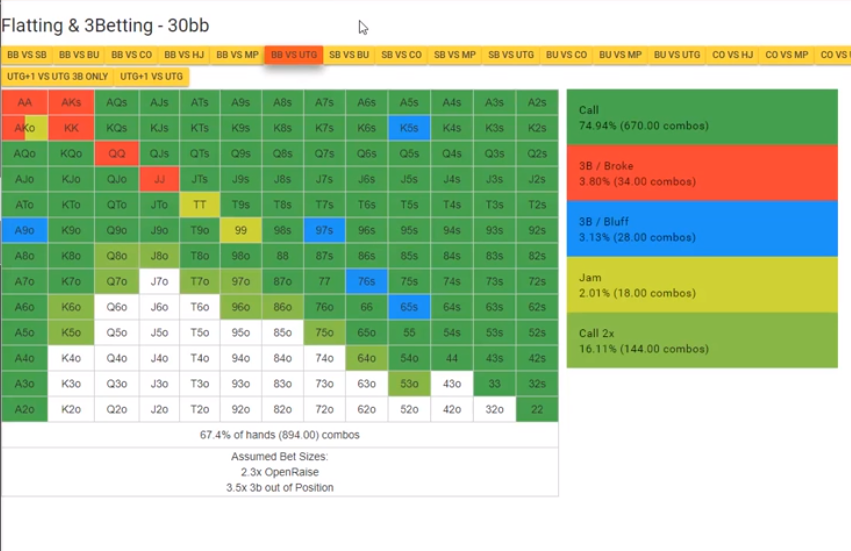 Flatting & 3Betting - 30bb
BB VS SB BB VS BU BB VS CO BB VS HJ BB VS MP BB VS UTG SB VS BU SB VS CO SB VS MP SB VS UTG BU VS CO BU VS MP BU VS UTG CO VS HJ CO VS MP CO VS
UTG+1 VS UTG 3B ONLY UTG+1 VS UTG
AA AKs AQs AJs ATs A9s A8s A7s A6s A5s A4s A3s A2s
AKo KK KQs KJs KTs K9s K8s K7s K6s K5s K4s K3s K2s
AQo KQo QQ QJs QTs Q9s Q8s Q7s Q6s Q5s Q4s Q3s Q2s
AJo KJo QJo JJ JTs J9s J8s J7s J6s J5s J4s J3s J2s
ATo KTo QTo JTo TT T9s T8s T7s T6s T5s T4s T3s T2s
A9o K9o Q9o J9o T9o 99 98s 97s 96s 95s 94s 93s 92s
A8o K8o Q8o J8o T8o 98o 88 87s 86s 85s 84s 83s 82s
A7o K7o Q7o J7o T7o 97o 87o 77 76s 75s 74s 73s 72s
A6o K6o Q6o J6o T6o 96o 86o 76o 66 65s 64s 63s 62s
A5o K5o Q5o J5o T5o 95o 85o 75o 65o 55 54s 53s 52s
A4o K4o Q4o J4o T4o 94o 84o 74o 64o 54o 44 43s 42s
A3o K3o Q3o J3o T3o 93o 83o 73o 63o 53o 43o 33 32s
A2o K2o Q2o J2o T2o 92o 82o 72o 62o 52o 42o 32o 22
67.4% of hands (894.00) combos
Assumed Bet Sizes:
2.3x OpenRaise
3.5x 3b out of Position
Call
74.94% (670.00 combos)
3B / Broke
3.80% (34.00 combos)
3B / Bluff
3.13% (28.00 combos)
Jam
2.01% (18.00 combos)
Call 2x
16.11% (144.00 combos)